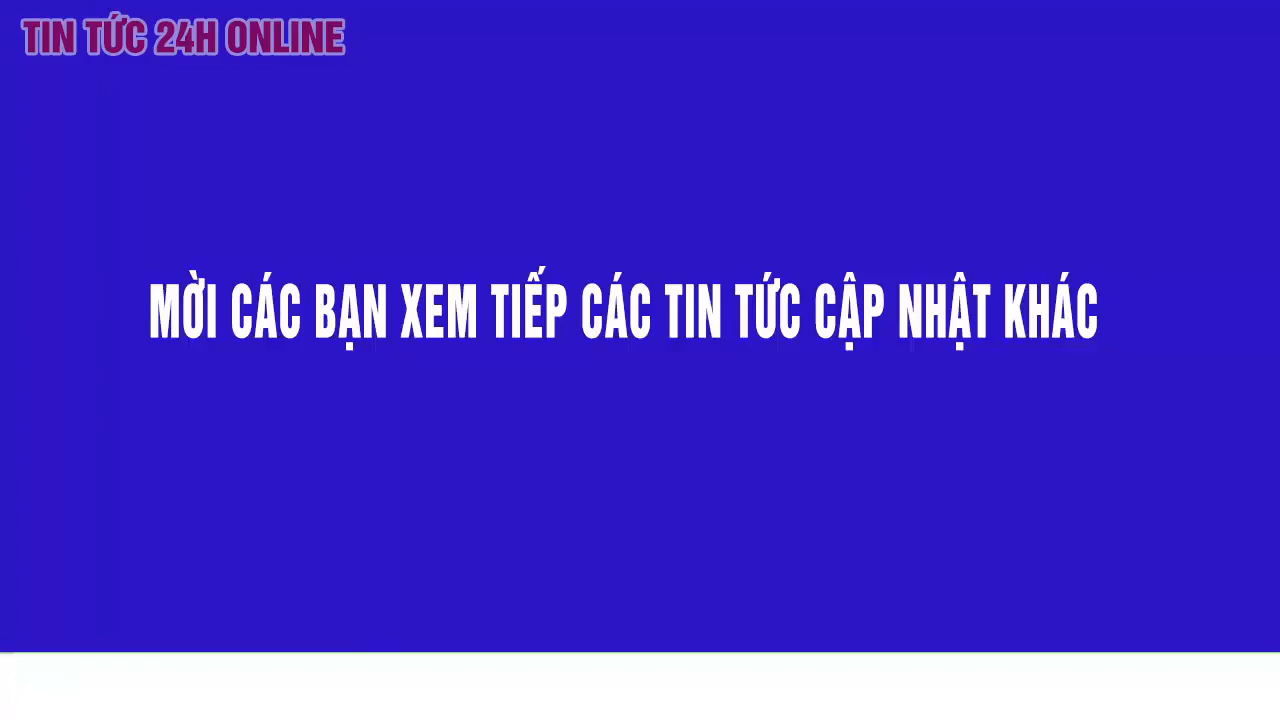 TIN TỨC 24H ONLINE
MỜI CÁC BẠN XEM TIẾP CÁC TIN TỨC CẬP NHẬT KHÁC